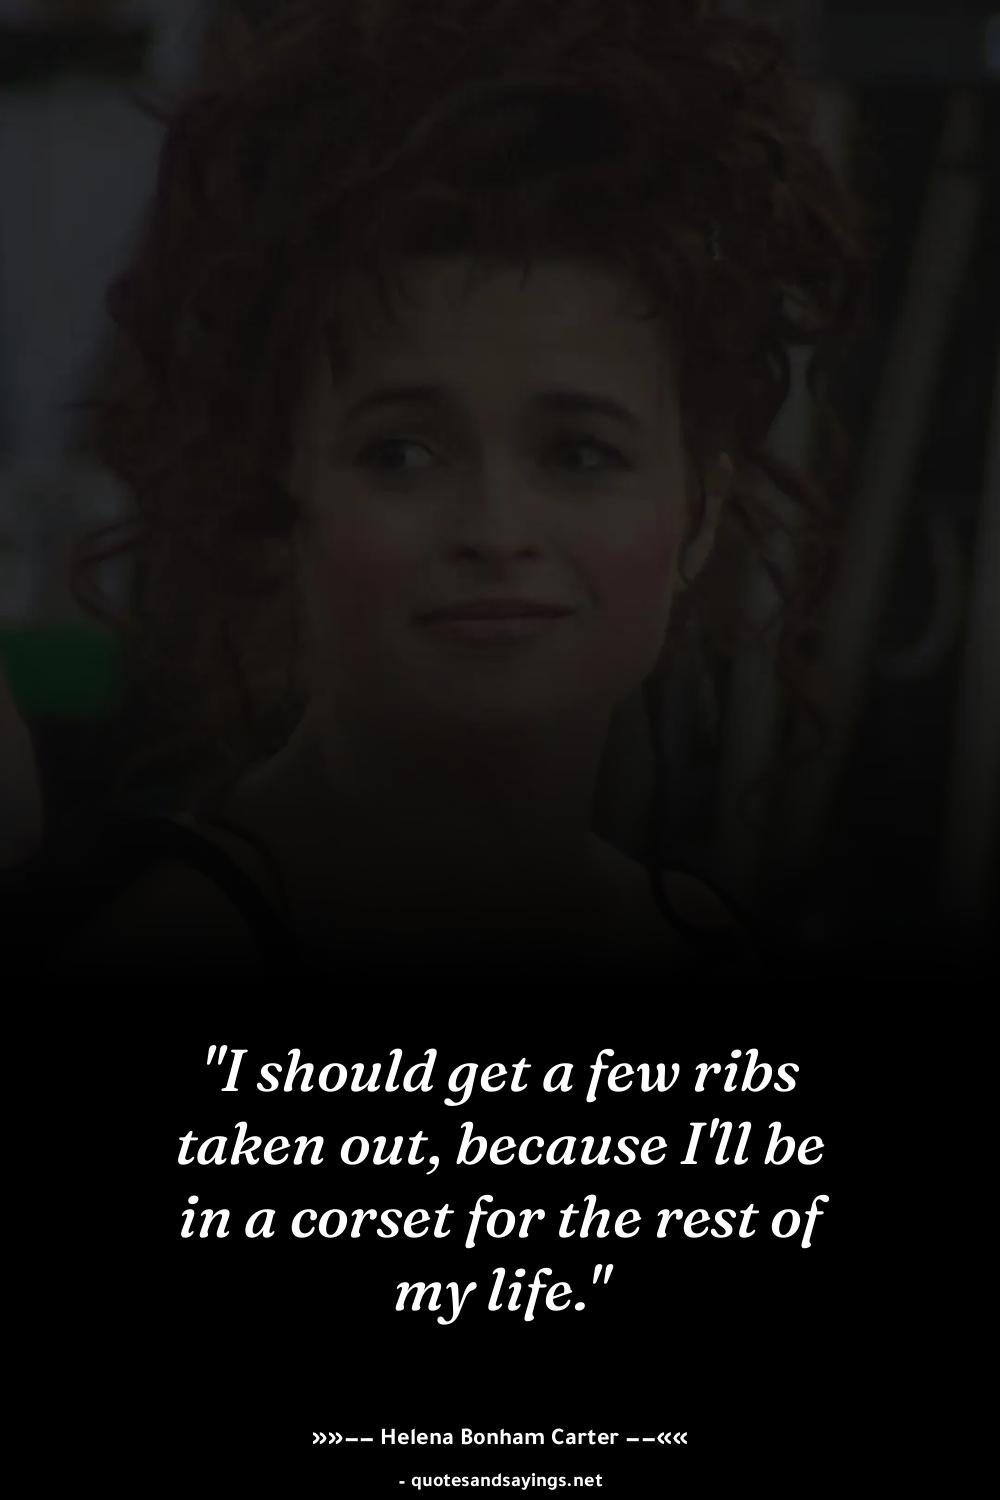 "I should get a few ribs
taken out, because I'll be
in a corset for the rest of
my life."
»»−− Helena Bonham Carter −−««
- quotesandsayings.net